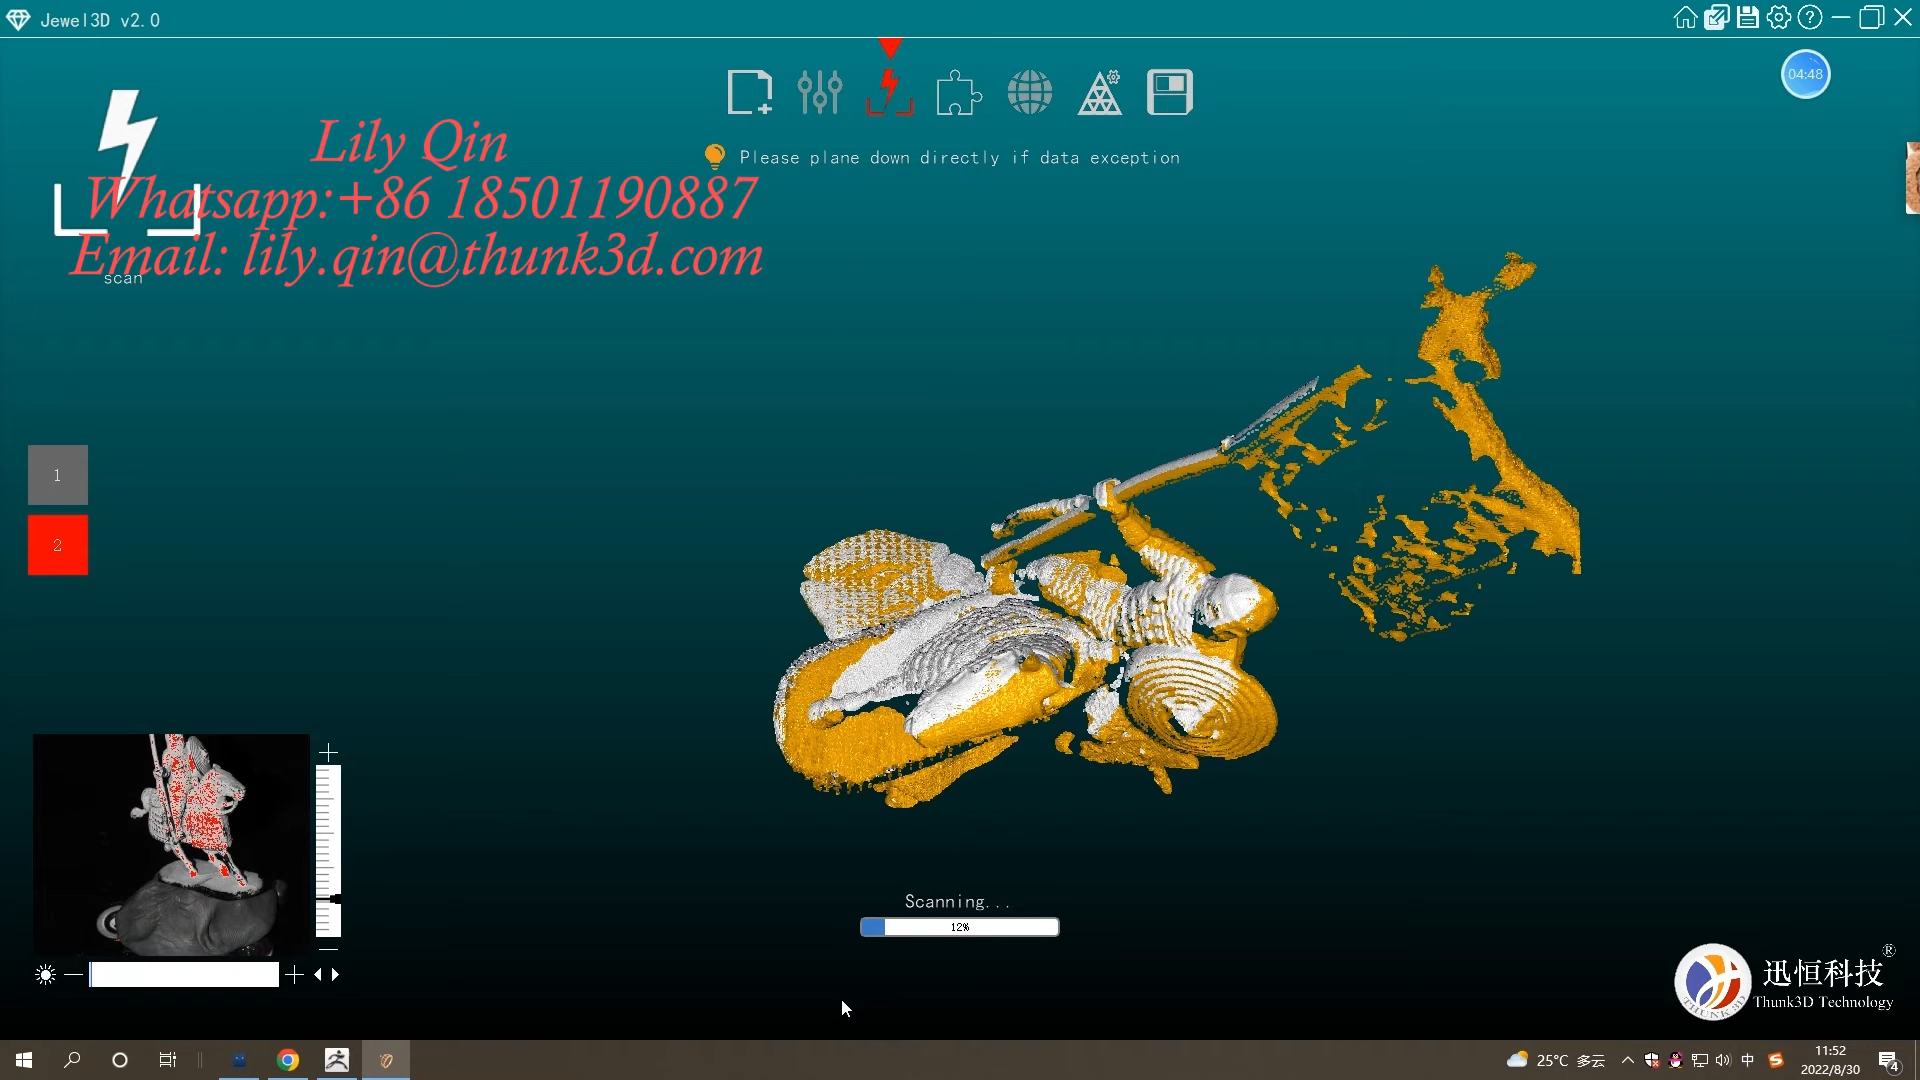 Jewel3D v2.0
04:48
Please plane down directly if data exception
Lily Qin
Whatsapp:+86 18501190887
Email: lily.qin@thunk3d.com
scan
1
2
Scanning...
12%
迅恒科技®
Thunk3D Technology
THUNK3D
25°C 多云
中
11:52
2022/8/30
4